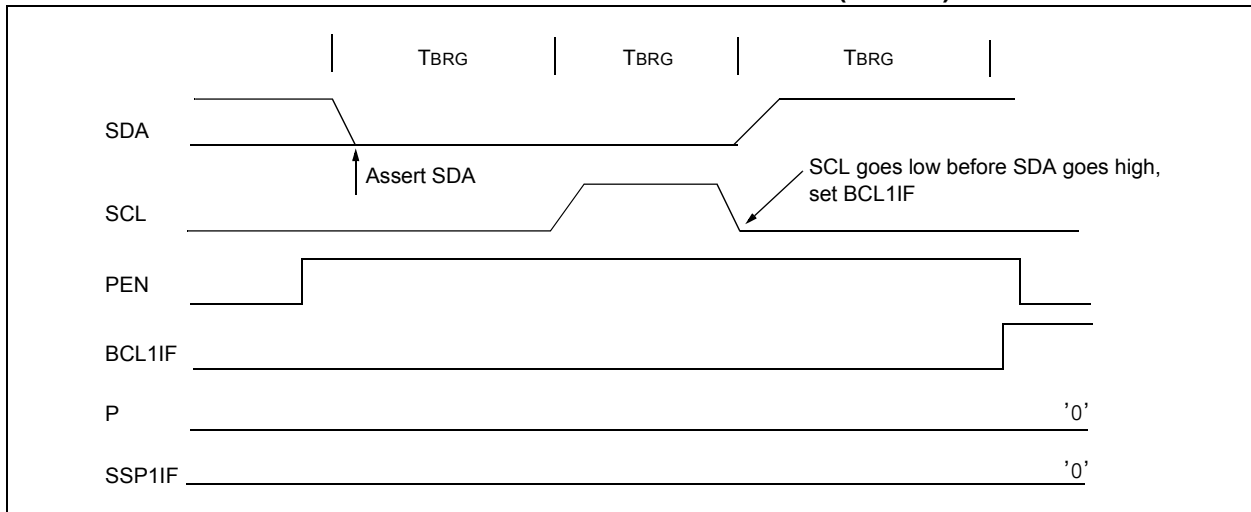 TBRG TBRG TBRG
SDA
Assert SDA
SCL goes low before SDA goes high,
set BCL1IF
SCL
PEN
BCL1IF
P '0'
SSP1IF '0'